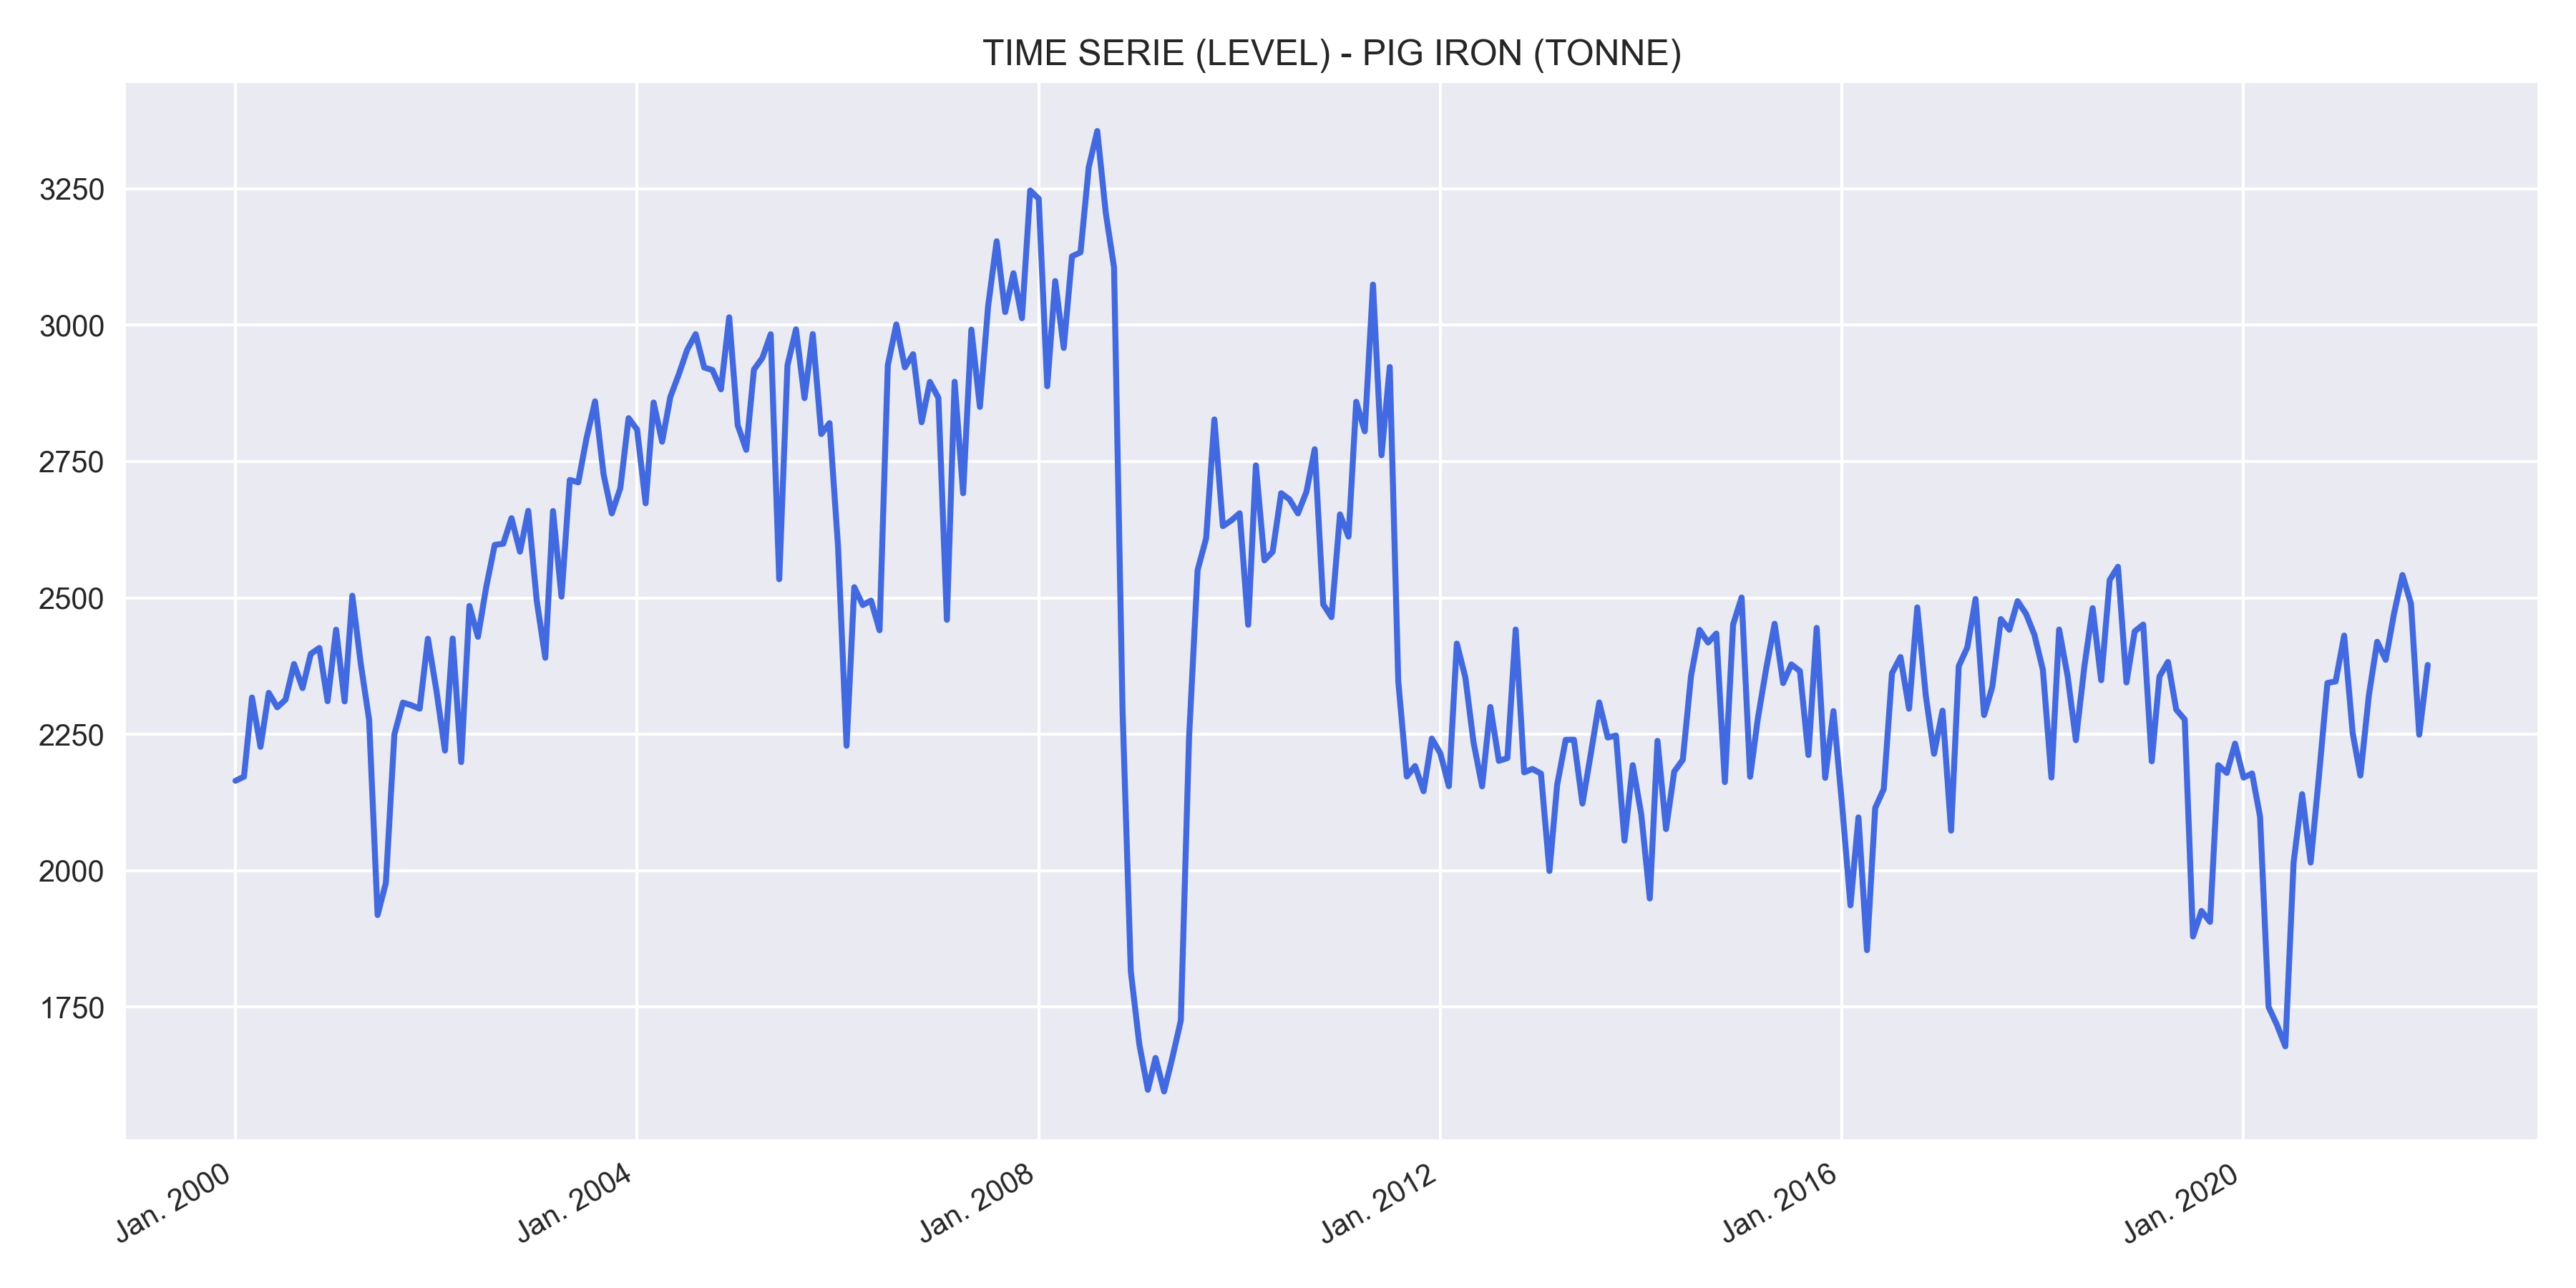 TIME SERIE (LEVEL) - PIG IRON (TONNE)
3250
3000
2750
2500
2250
2000
1750
Jan. 2000
Jan. 2004
Jan. 2008
Jan. 2012
Jan. 2016
Jan. 2020